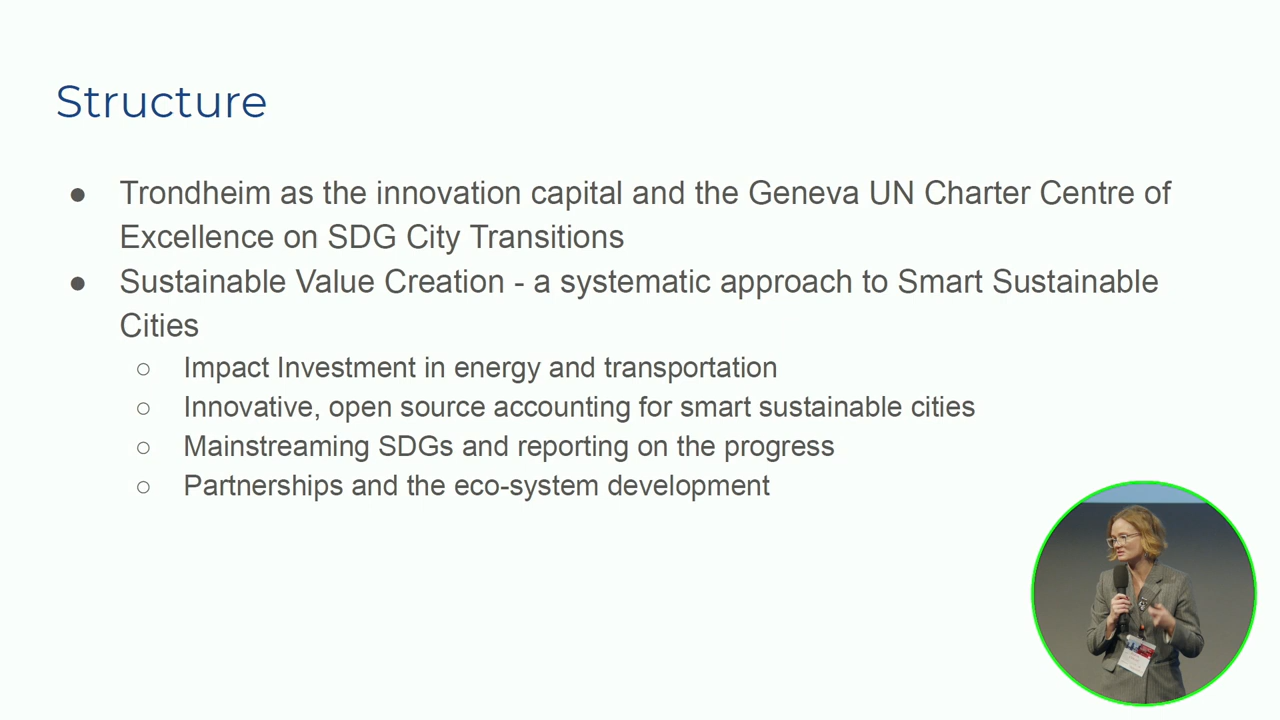 Structure
● Trondheim as the innovation capital and the Geneva UN Charter Centre of
Excellence on SDG City Transitions
● Sustainable Value Creation - a systematic approach to Smart Sustainable
Cities
○ Impact Investment in energy and transportation
○ Innovative, open source accounting for smart sustainable cities
○ Mainstreaming SDGs and reporting on the progress
○ Partnerships and the eco-system development